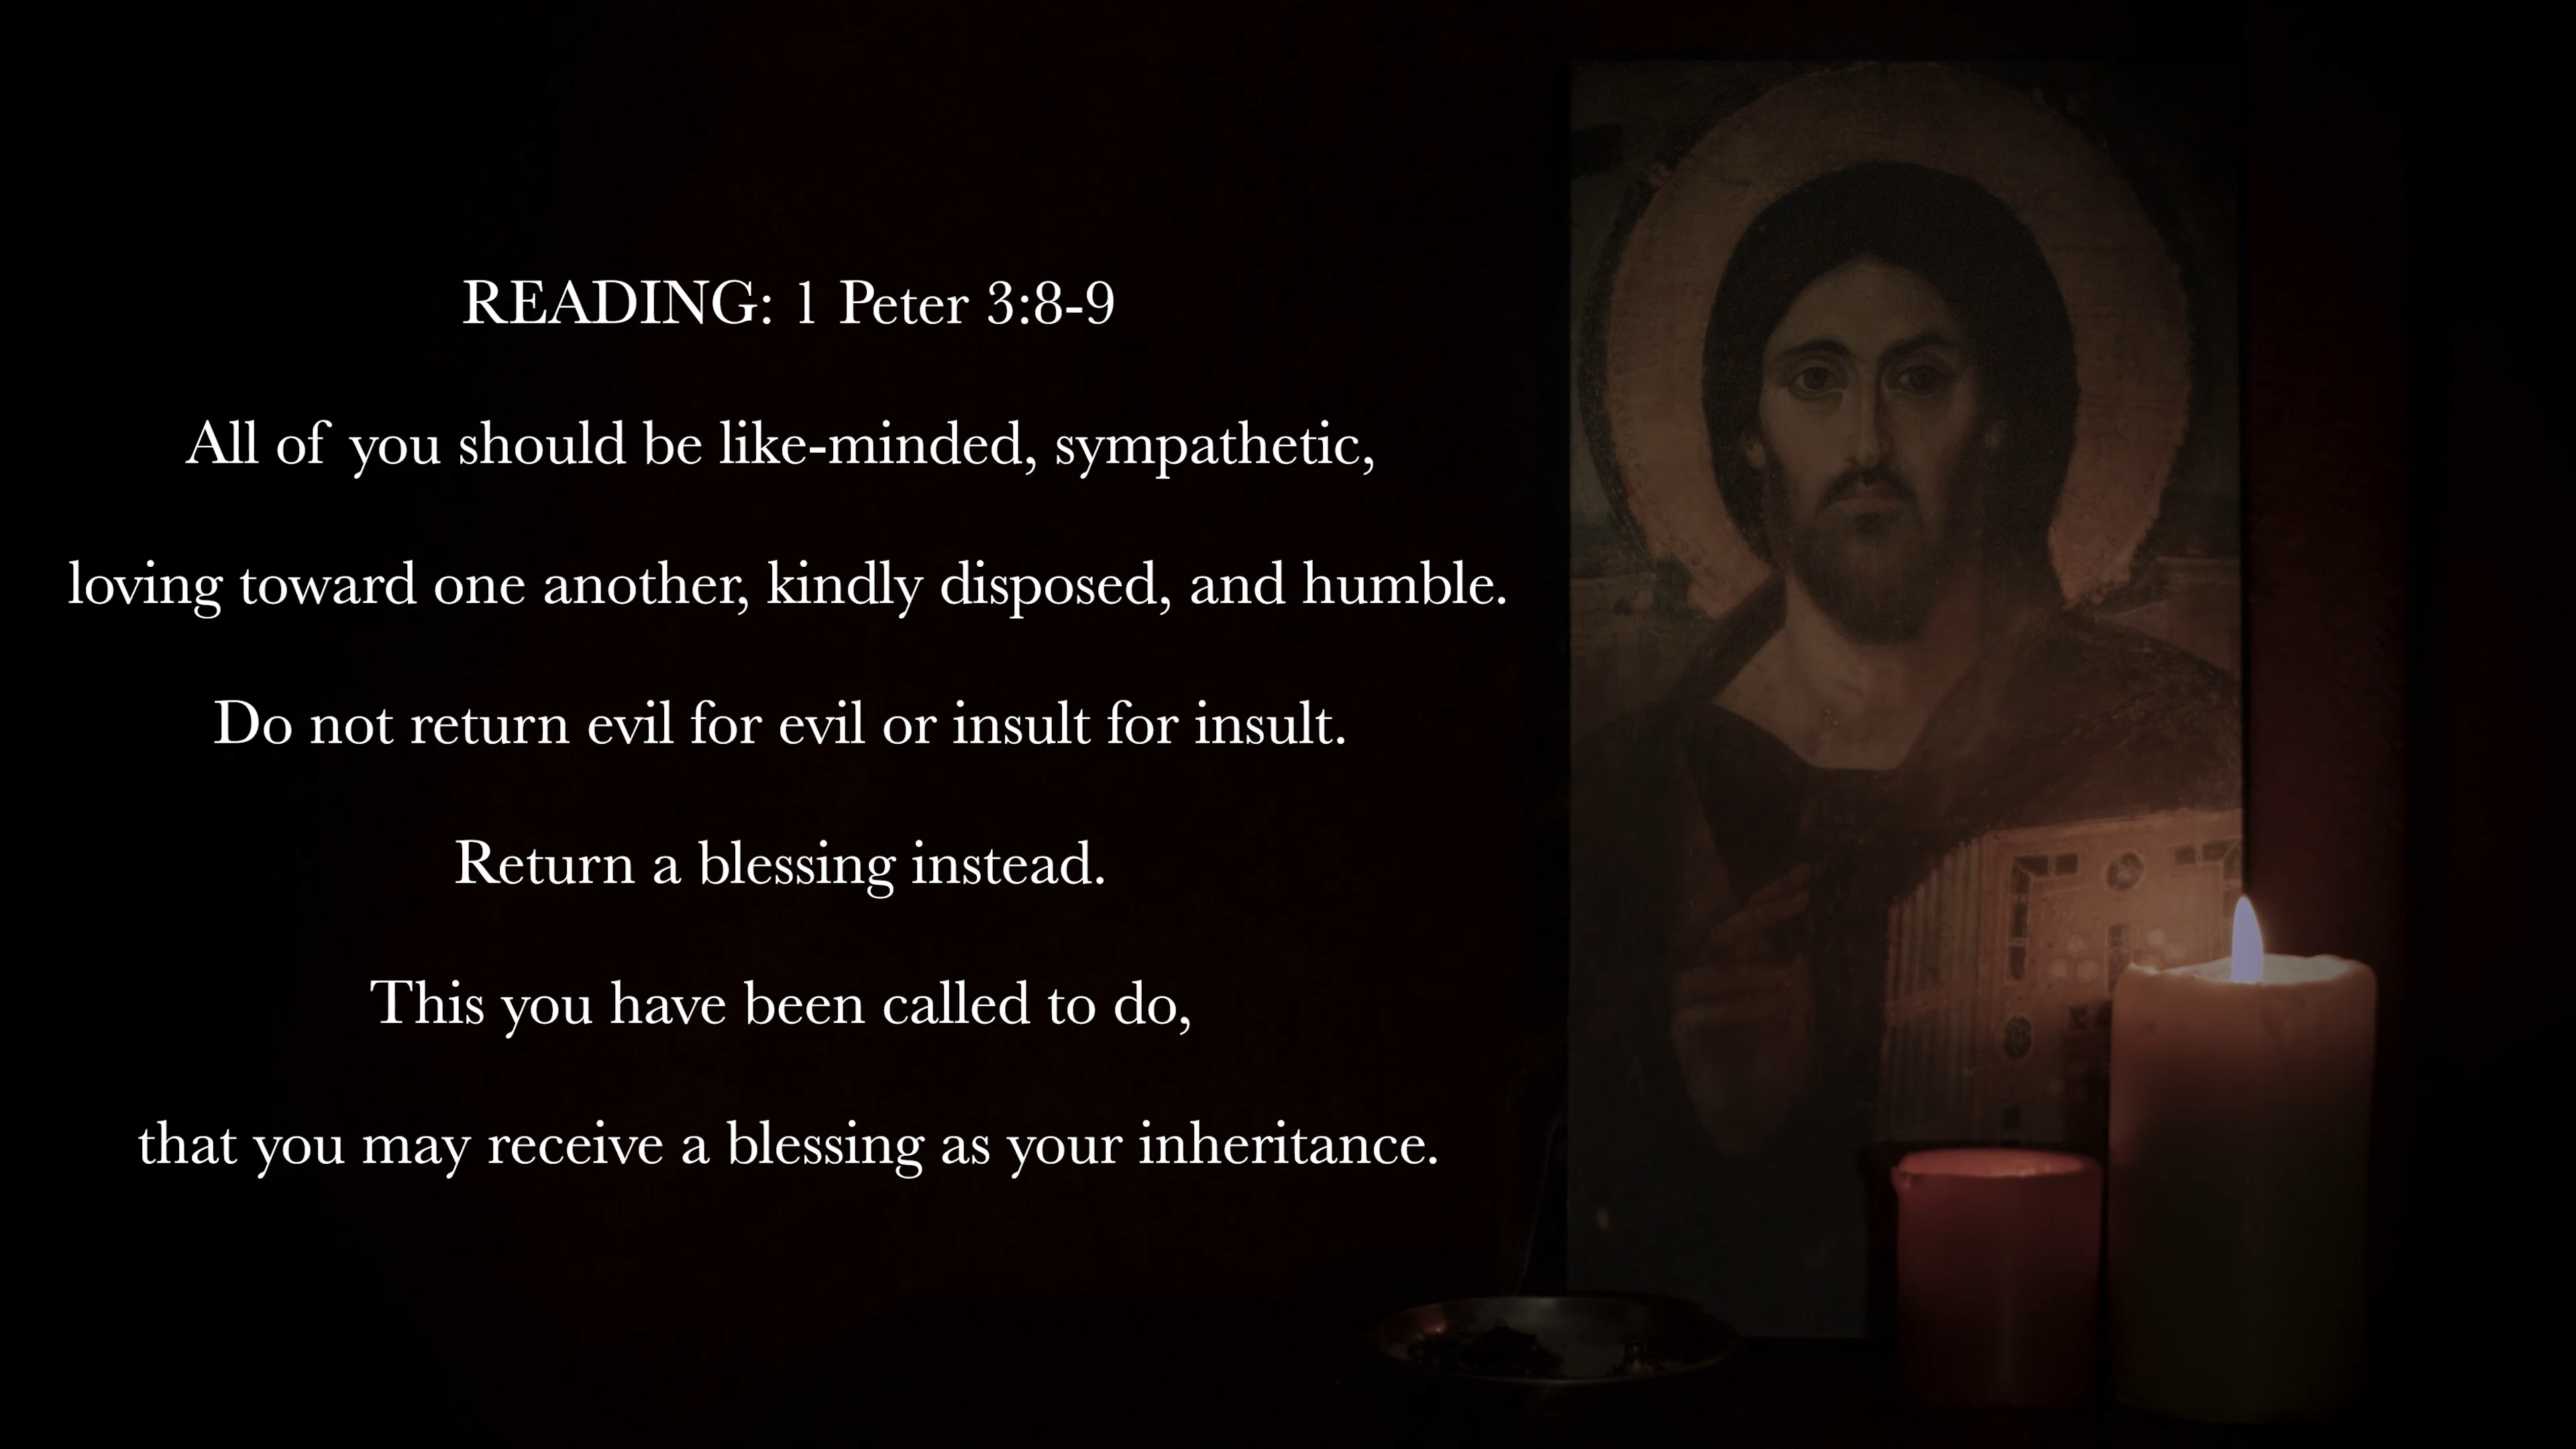 READING: 1 Peter 3:8-9
All of you should be like-minded, sympathetic,
loving toward one another, kindly disposed, and humble.
Do not return evil for evil or insult for insult.
Return a blessing instead.
This you have been called to do,
that you may receive a blessing as your inheritance.